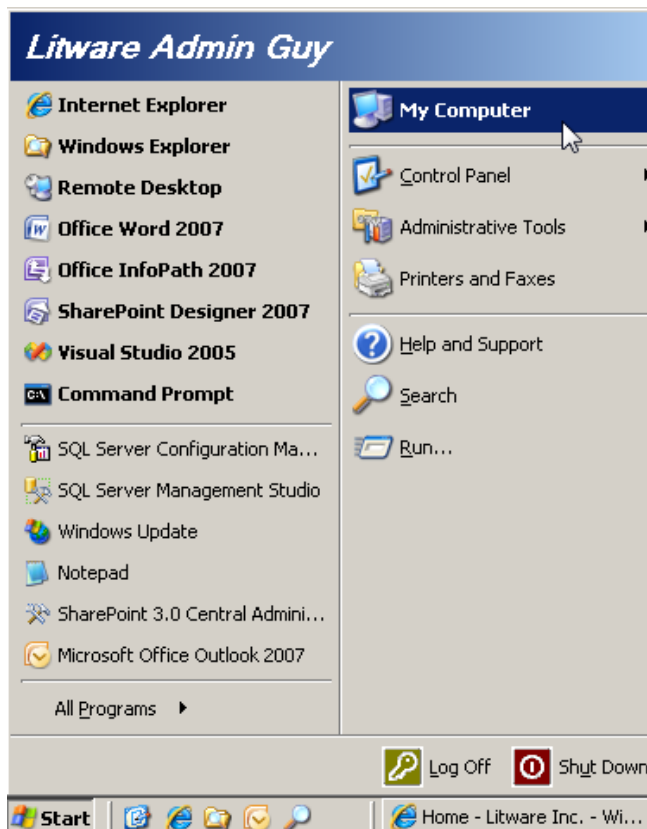 Litware Admin Guy
Internet Explorer
Windows Explorer
Remote Desktop
Office Word 2007
Office InfoPath 2007
SharePoint Designer 2007
Visual Studio 2005
Command Prompt
SQL Server Configuration Ma...
SQL Server Management Studio
Windows Update
Notepad
SharePoint 3.0 Central Admini...
Microsoft Office Outlook 2007
All Programs
My Computer
Control Panel
Administrative Tools
Printers and Faxes
Help and Support
Search
Run...
Log Off
Shut Down
Start
Home - Litware Inc. - Wi...